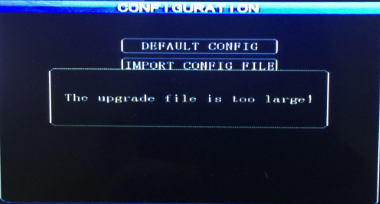 CONFIGURATION
DEFAULT CONFIG
IMPORT CONFIG FILE
The upgrade file is too large!